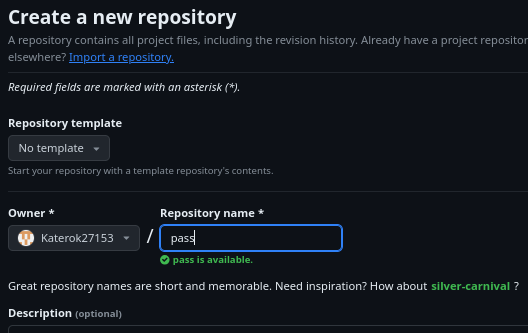 Create a new repository
A repository contains all project files, including the revision history. Already have a project
elsewhere? Import a repository.
Required fields are marked with an asterisk (*).
Repository template
No template
Start your repository with a template repository's contents.
Owner * Repository name *
Katerok27153 / pass
pass is available.
Great repository names are short and memorable. Need inspiration? How about silver-carnival ?
Description (optional)